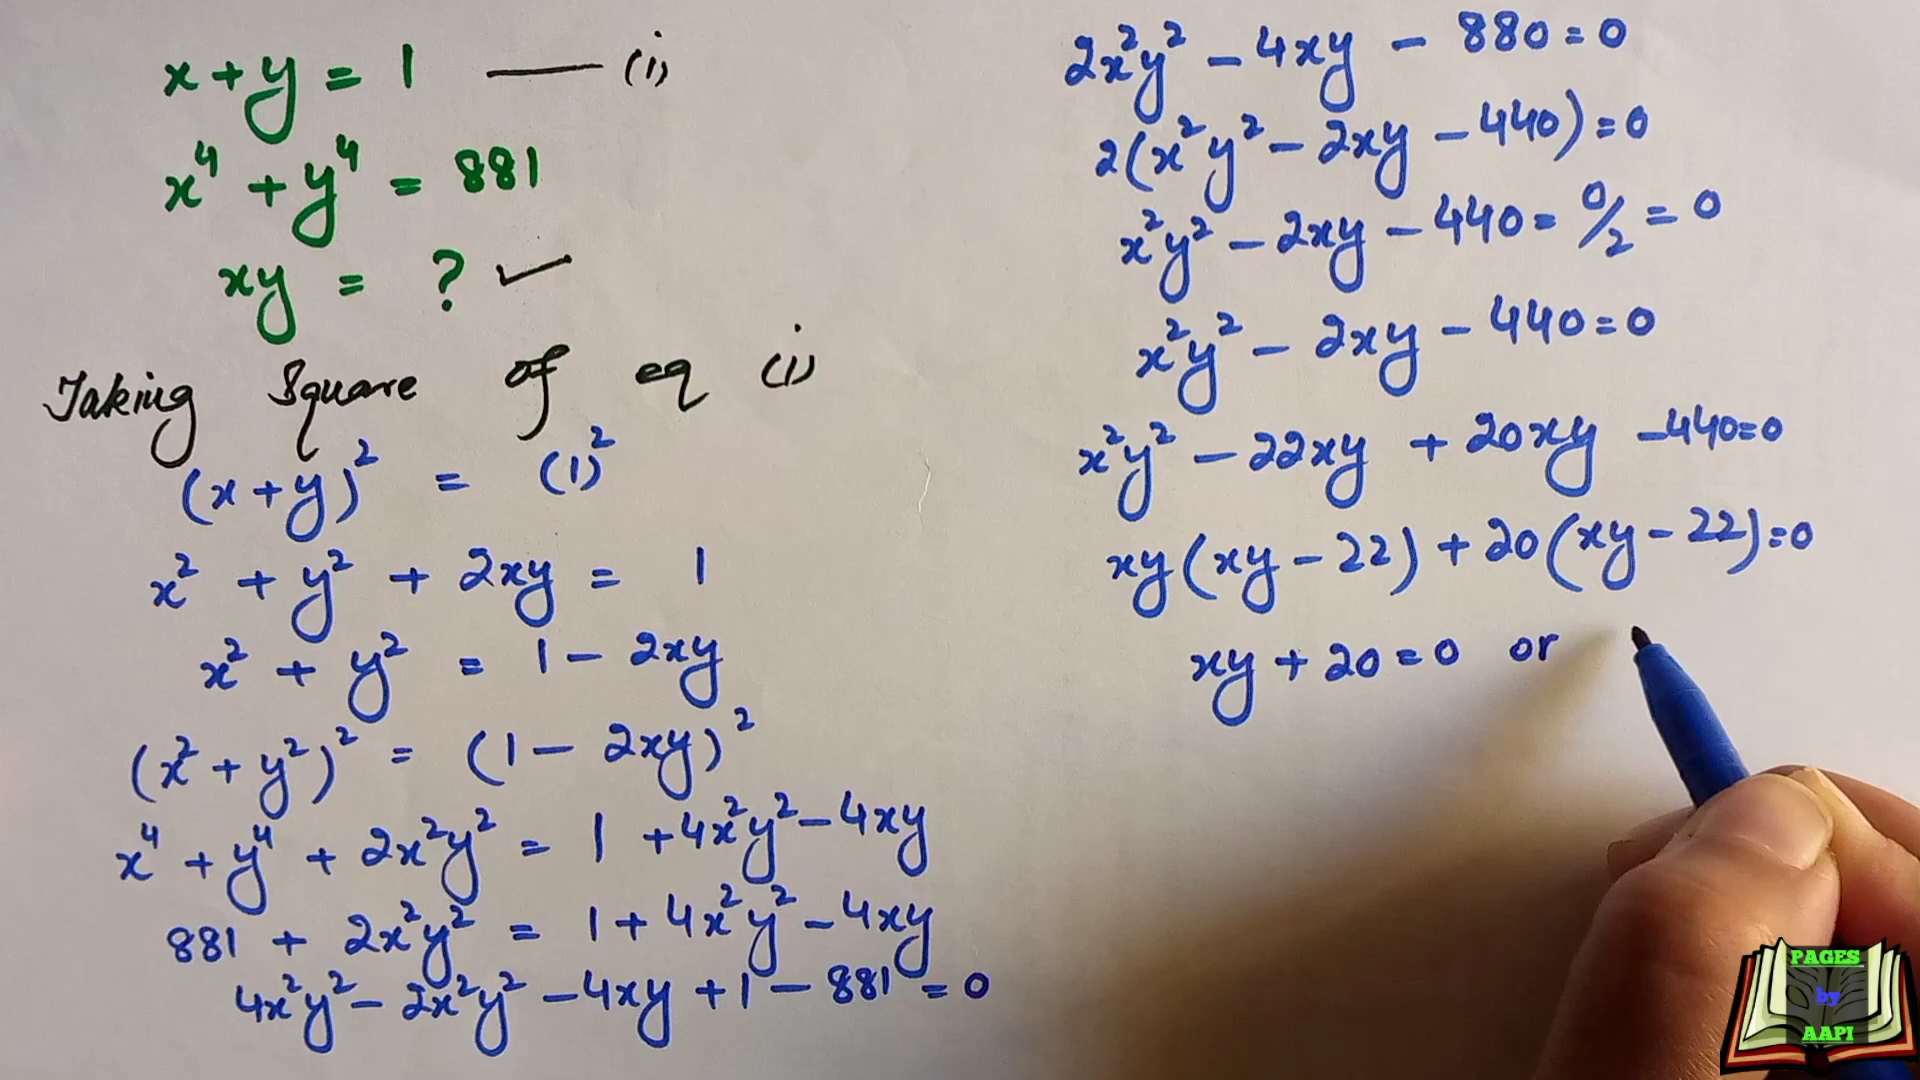 x + y = 1 —— (i)
x⁴ + y⁴ = 881
xy = ? ✓
Taking Square of eq (i)
(x + y)² = (1)²
x² + y² + 2xy = 1
x² + y² = 1 - 2xy
(x² + y²)² = (1 - 2xy)²
x⁴ + y⁴ + 2x²y² = 1 + 4x²y² - 4xy
881 + 2x²y² = 1 + 4x²y² - 4xy
4x²y² - 2x²y² - 4xy + 1 - 881 = 0
2x²y² - 4xy - 880 = 0
2(x²y² - 2xy - 440) = 0
x²y² - 2xy - 440 = 0/2 = 0
x²y² - 2xy - 440 = 0
x²y² - 22xy + 20xy - 440 = 0
xy(xy - 22) + 20(xy - 22) = 0
xy + 20 = 0 or
PAGES
by
AAPI